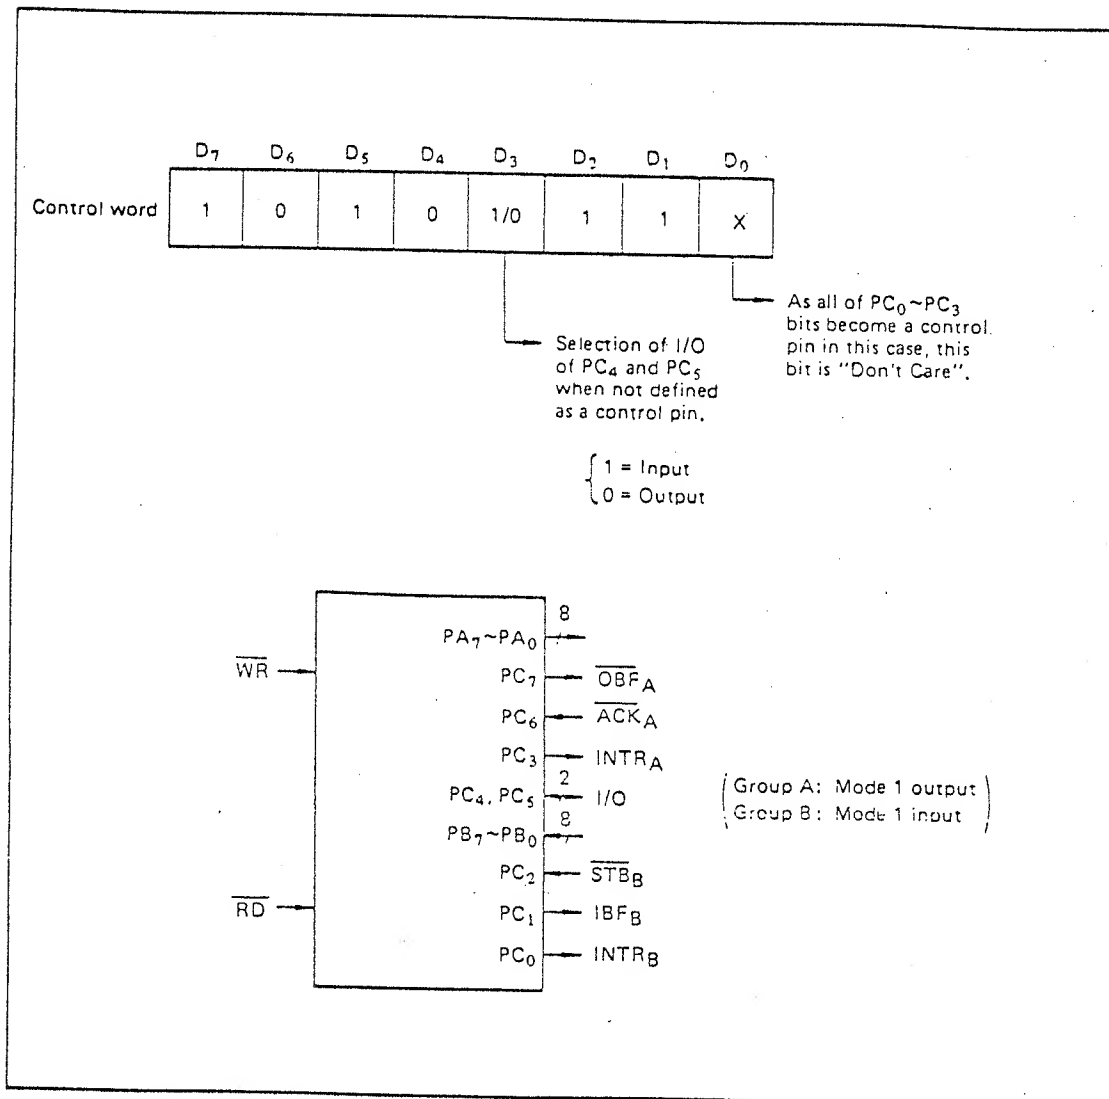 D7 D6 D5 D4 D3 D2 D1 D0
Control word 1 0 1 0 1/0 1 1 X
As all of PC0~PC3
bits become a control
pin in this case, this
bit is "Don't Care".
Selection of I/O
of PC4 and PC5
when not defined
as a control pin.
1 = Input
0 = Output
8
PA7~PA0
WR
PC7 OBFA
PC6 ACKA
PC3 INTRA
2
PC4, PC5 I/O
8
PB7~PB0
PC2 STBB
RD
PC1 IBFB
PC0 INTRB
(Group A: Mode 1 output
Group B: Mode 1 input)